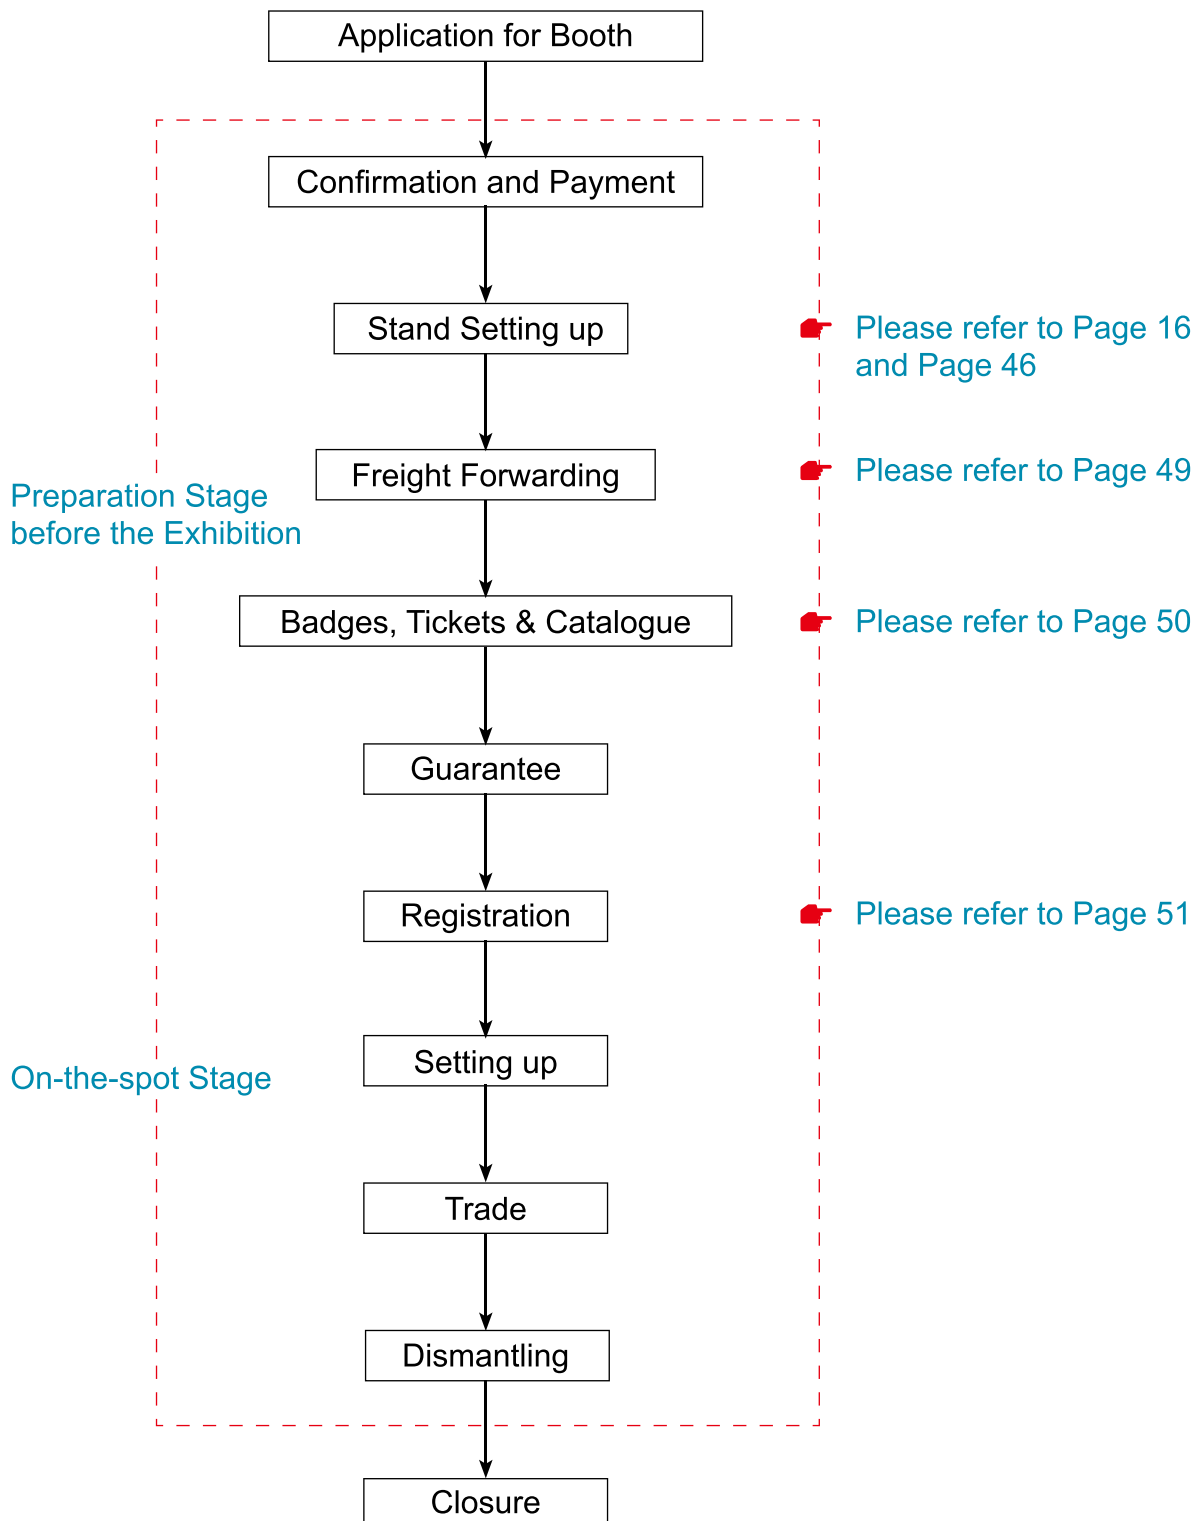 Application for Booth
Confirmation and Payment
Stand Setting up
Please refer to Page 16
and Page 46
Freight Forwarding
Please refer to Page 49
Preparation Stage
before the Exhibition
Badges, Tickets & Catalogue
Please refer to Page 50
Guarantee
Registration
Please refer to Page 51
Setting up
On-the-spot Stage
Trade
Dismantling
Closure